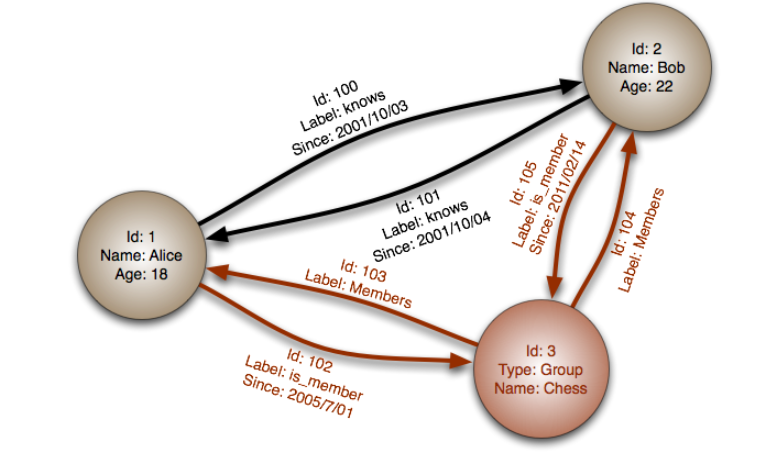 Id: 2
Name: Bob
Age: 22
Id: 100
Label: knows
Since: 2001/10/03
Id: 105
Label: is_member
Since: 2011/02/14
Id: 101
Label: knows
Since: 2001/10/04
Id: 104
Label: Members
Id: 1
Name: Alice
Age: 18
Id: 103
Label: Members
Id: 102
Label: is_member
Since: 2005/7/01
Id: 3
Type: Group
Name: Chess